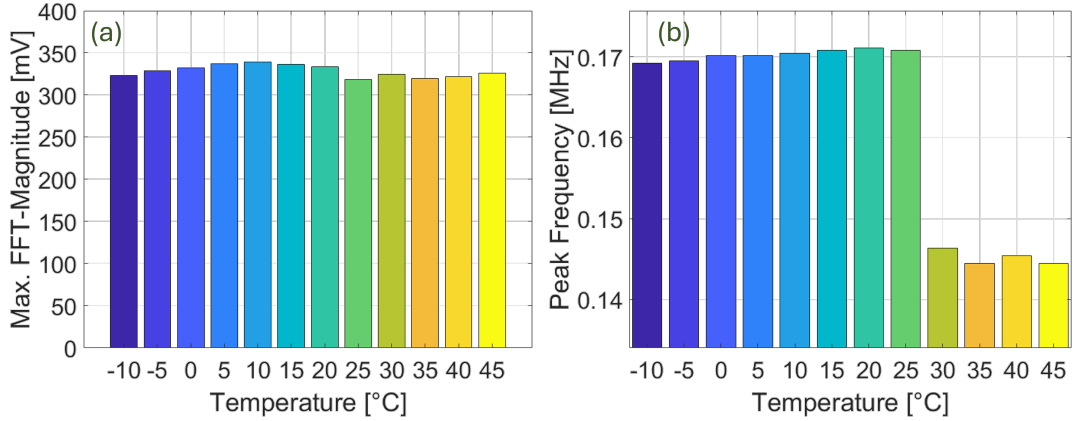 (a)
Max. FFT-Magnitude [mV]
400
350
300
250
200
150
100
50
0
-10 -5 0 5 10 15 20 25 30 35 40 45
Temperature [°C]
(b)
Peak Frequency [MHz]
0.17
0.16
0.15
0.14
-10 -5 0 5 10 15 20 25 30 35 40 45
Temperature [°C]